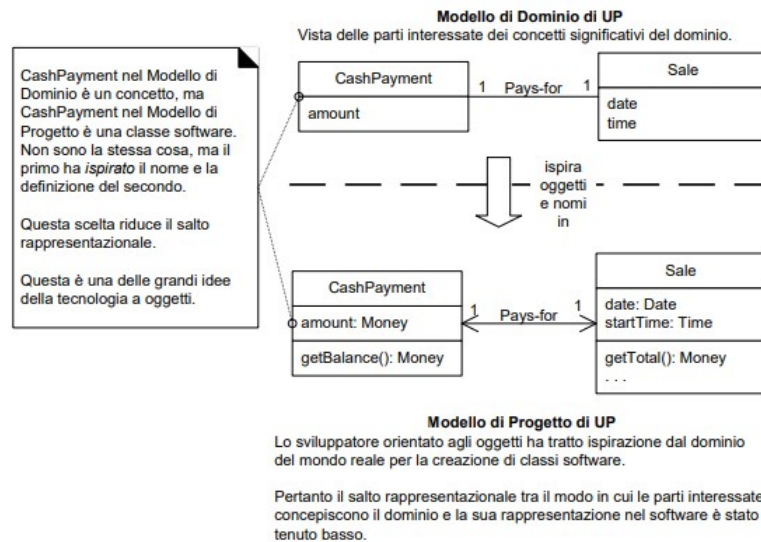 Modello di Dominio di UP
Vista delle parti interessate dei concetti significativi del dominio.
CashPayment nel Modello di
Dominio è un concetto, ma
CashPayment nel Modello di
Progetto è una classe software.
Non sono la stessa cosa, ma il
primo ha ispirato il nome e la
definizione del secondo.
Questa scelta riduce il salto
rappresentazionale.
Questa è una delle grandi idee
della tecnologia a oggetti.
CashPayment
amount
1 Pays-for 1
Sale
date
time
ispira
oggetti
e nomi
in
CashPayment
amount: Money
getBalance(): Money
1 Pays-for 1
Sale
date: Date
startTime: Time
getTotal(): Money
. . .
Modello di Progetto di UP
Lo sviluppatore orientato agli oggetti ha tratto ispirazione dal dominio
del mondo reale per la creazione di classi software.
Pertanto il salto rappresentazionale tra il modo in cui le parti interessate
concepiscono il dominio e la sua rappresentazione nel software è stato
tenuto basso.